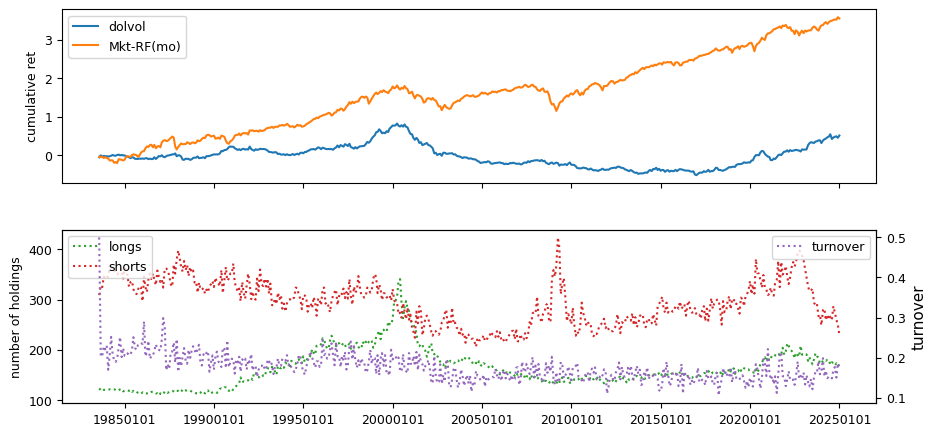 dolvol
Mkt-RF(mo)
cumulative ret
3
2
1
0
longs
shorts
turnover
number of holdings
400
300
200
100
0.5
0.4
0.3
0.2
0.1
turnover
19850101
19900101
19950101
20000101
20050101
20100101
20150101
20200101
20250101